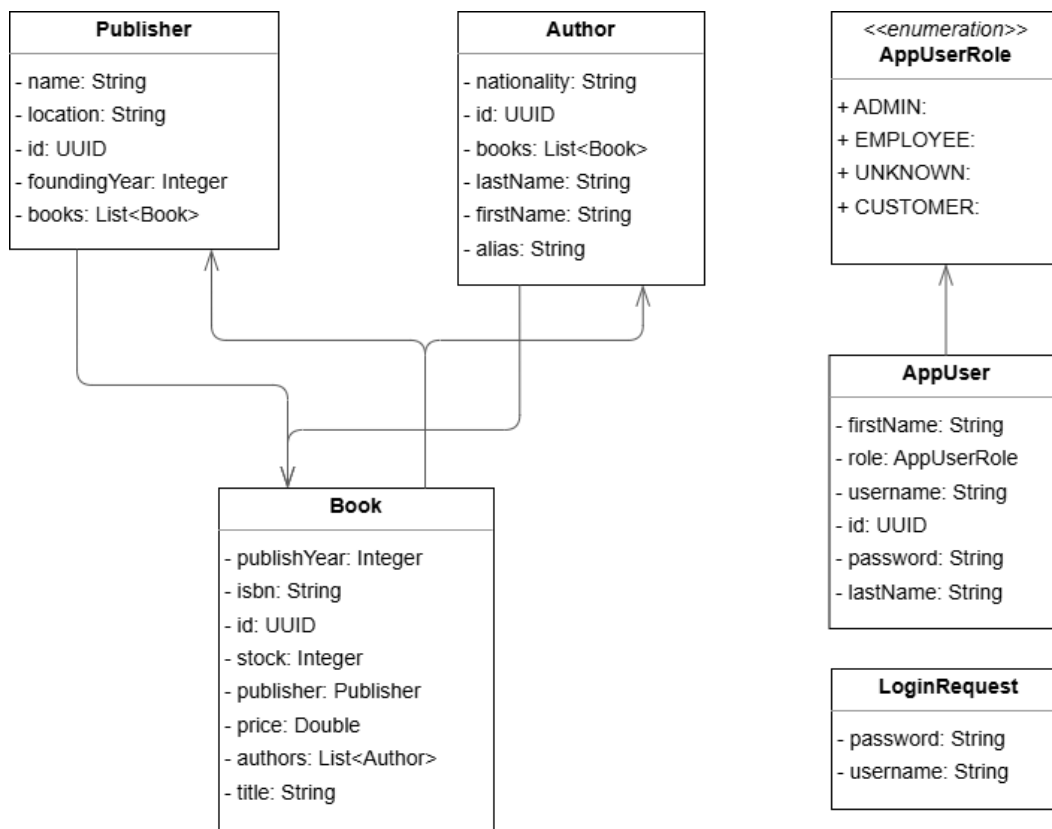 Publisher
- name: String
- location: String
- id: UUID
- foundingYear: Integer
- books: List<Book>
Author
- nationality: String
- id: UUID
- books: List<Book>
- lastName: String
- firstName: String
- alias: String
<<enumeration>>
AppUserRole
+ ADMIN:
+ EMPLOYEE:
+ UNKNOWN:
+ CUSTOMER:
AppUser
- firstName: String
- role: AppUserRole
- username: String
- id: UUID
- password: String
- lastName: String
Book
- publishYear: Integer
- isbn: String
- id: UUID
- stock: Integer
- publisher: Publisher
- price: Double
- authors: List<Author>
- title: String
LoginRequest
- password: String
- username: String